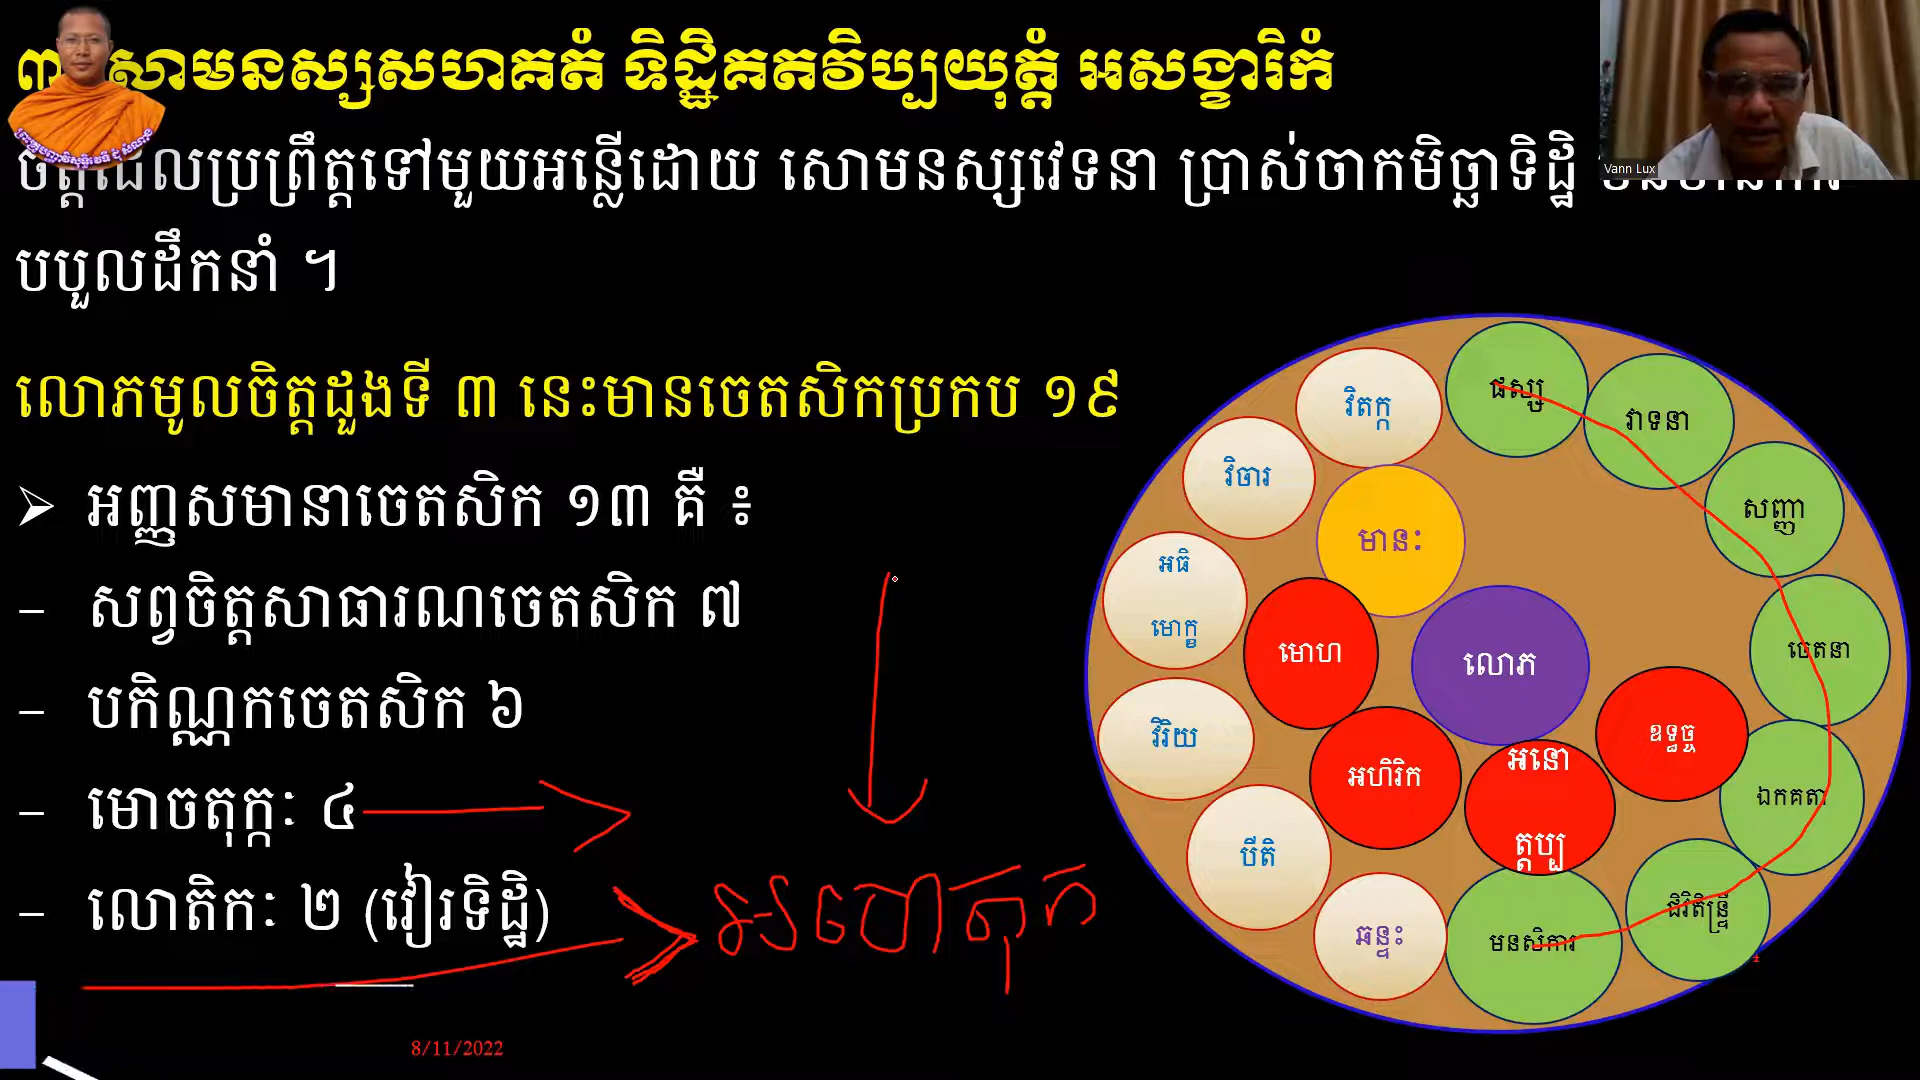 ៣ សោមនស្សសហគតំ ទិដ្ឋិគតវិប្បយុត្តំ អសង្ខារិកំ
ចិត្តដែលប្រព្រឹត្តទៅមួយអន្លើដោយ សោមនស្សវេទនា ប្រាស់ចាកមិច្ឆាទិដ្ឋិ
បបួលដឹកនាំ ។
លោភមូលចិត្តដួងទី ៣ នេះមានចេតសិកប្រកប ១៩
➢ អញ្ញសមានាចេតសិក ១៣ គឺ ៖
– សព្វចិត្តសាធារណចេតសិក ៧
– បកិណ្ណកចេតសិក ៦
– មោចតុក្កៈ ៤
– លោតិកៈ ២ (វៀរទិដ្ឋិ)
8/11/2022
Vann Lux
ផស្ស
វាទនា
សញ្ញា
ចេតនា
ឯកគតា
ជិវិតិន្ទ្រី
មនសិការ
ឆន្ទះ
បីតិ
វិរិយ
អធិ
មោក្ខ
វិចារ
វិតក្ក
មានៈ
មោហ
លោភ
អហិរិក
អនោ
ត្តប្ប
ឧទ្ធច្ច